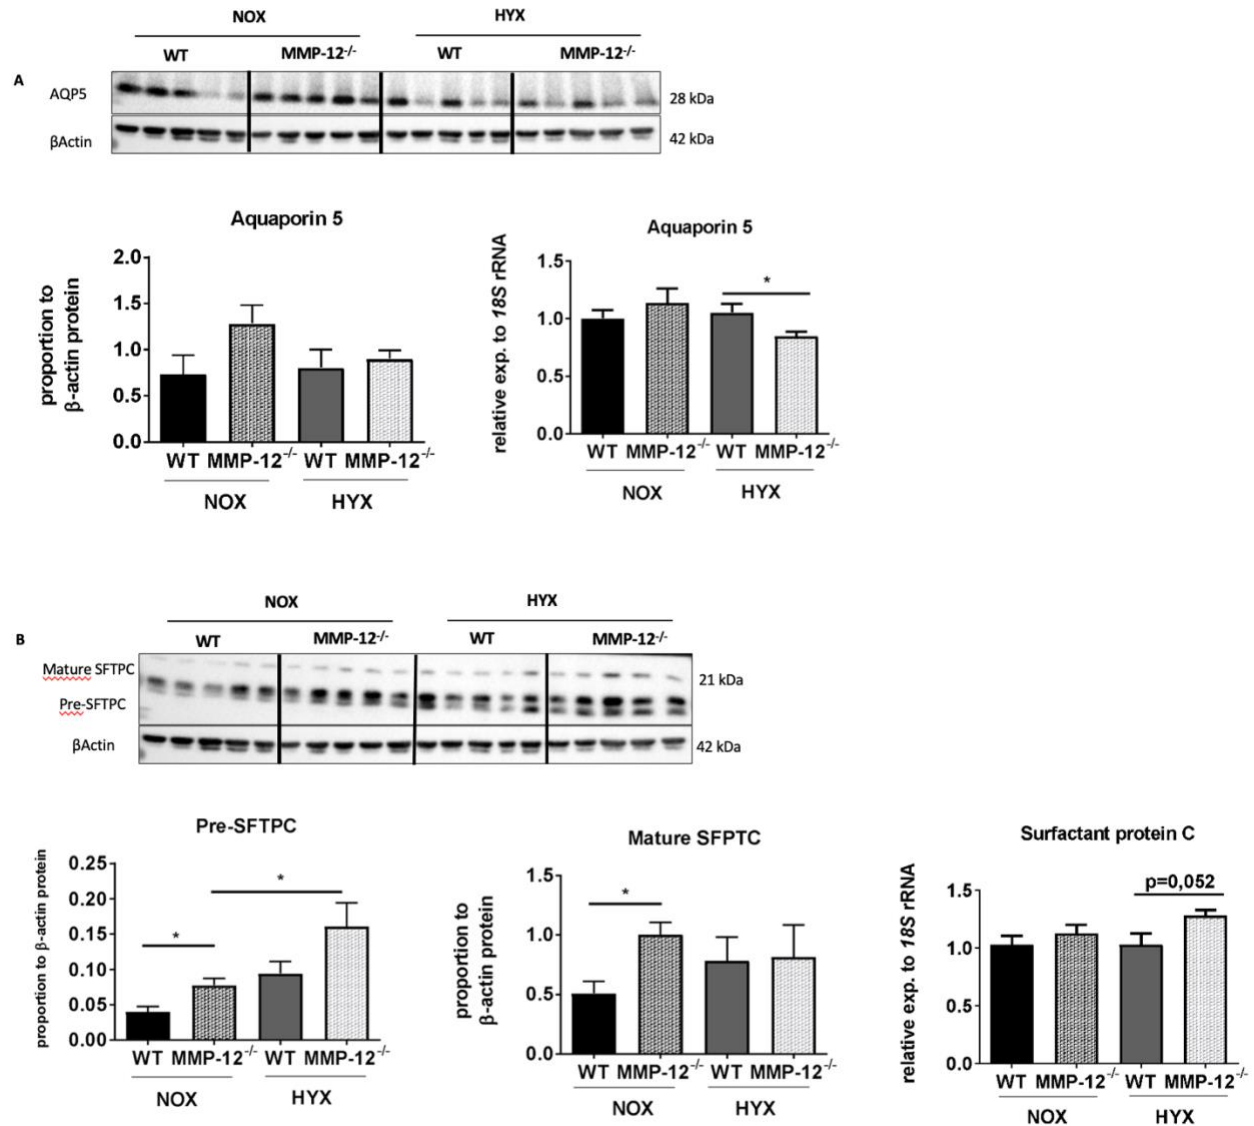 NOX HYX
WT MMP-12-/- WT MMP-12-/-
A
AQP5 28 kDa
βActin 42 kDa
Aquaporin 5
proportion to
β-actin protein
2.0
1.5
1.0
0.5
0.0
WT MMP-12-/- WT MMP-12-/-
NOX HYX
Aquaporin 5
relative exp. to 18S rRNA
1.5
1.0
0.5
0.0
*
WT MMP-12-/- WT MMP-12-/-
NOX HYX
NOX HYX
B
WT MMP-12-/- WT MMP-12-/-
Mature SFTPC 21 kDa
Pre-SFTPC
βActin 42 kDa
Pre-SFTPC
proportion to β-actin protein
0.25
0.20
0.15
0.10
0.05
0.00
*
*
WT MMP-12-/- WT MMP-12-/-
NOX HYX
Mature SFPTC
proportion to
β-actin protein
1.5
1.0
0.5
0.0
*
WT MMP-12-/- WT MMP-12-/-
NOX HYX
Surfactant protein C
relative exp. to 18S rRNA
1.5
1.0
0.5
0.0
p=0,052
WT MMP-12-/- WT MMP-12-/-
NOX HYX